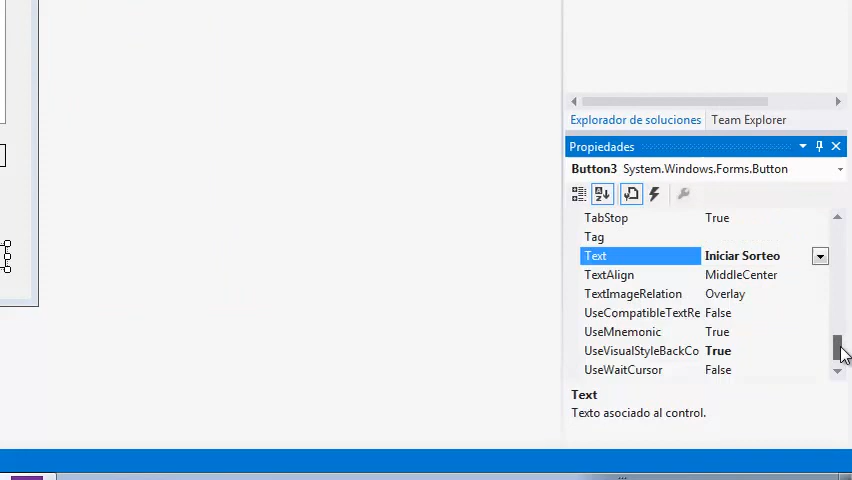 Explorador de soluciones Team Explorer
Propiedades
Button3 System.Windows.Forms.Button
TabStop True
Tag
Text Iniciar Sorteo
TextAlign MiddleCenter
TextImageRelation Overlay
UseCompatibleTextRe False
UseMnemonic True
UseVisualStyleBackCo True
UseWaitCursor False
Text
Texto asociado al control.